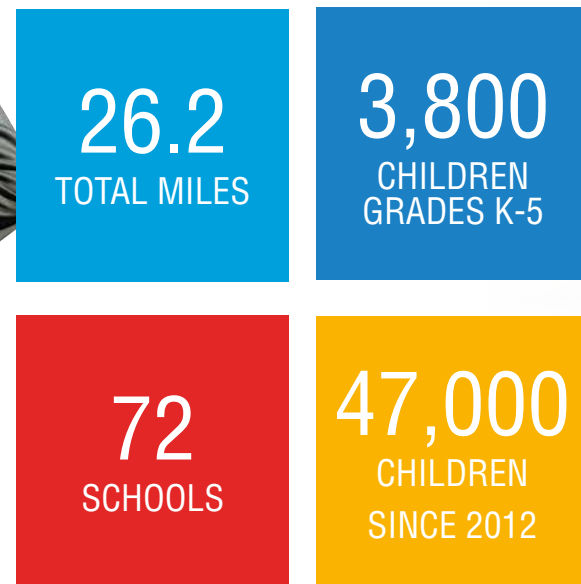 26.2
TOTAL MILES
3,800
CHILDREN
GRADES K-5
72
SCHOOLS
47,000
CHILDREN
SINCE 2012